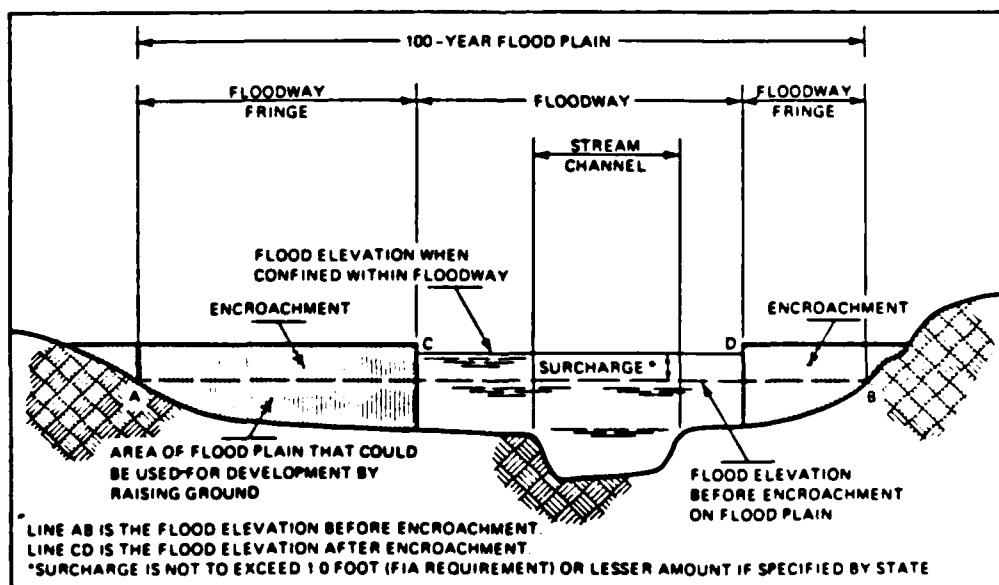 100-YEAR FLOOD PLAIN
FLOODWAY
FRINGE
FLOODWAY
FLOODWAY
FRINGE
STREAM
CHANNEL
FLOOD ELEVATION WHEN
CONFINED WITHIN FLOODWAY
ENCROACHMENT
ENCROACHMENT
C
D
SURCHARGE *
A
B
AREA OF FLOOD PLAIN THAT COULD
BE USED FOR DEVELOPMENT BY
RAISING GROUND
FLOOD ELEVATION
BEFORE ENCROACHMENT
ON FLOOD PLAIN
LINE AB IS THE FLOOD ELEVATION BEFORE ENCROACHMENT.
LINE CD IS THE FLOOD ELEVATION AFTER ENCROACHMENT.
*SURCHARGE IS NOT TO EXCEED 1.0 FOOT (FIA REQUIREMENT) OR LESSER AMOUNT IF SPECIFIED BY STATE